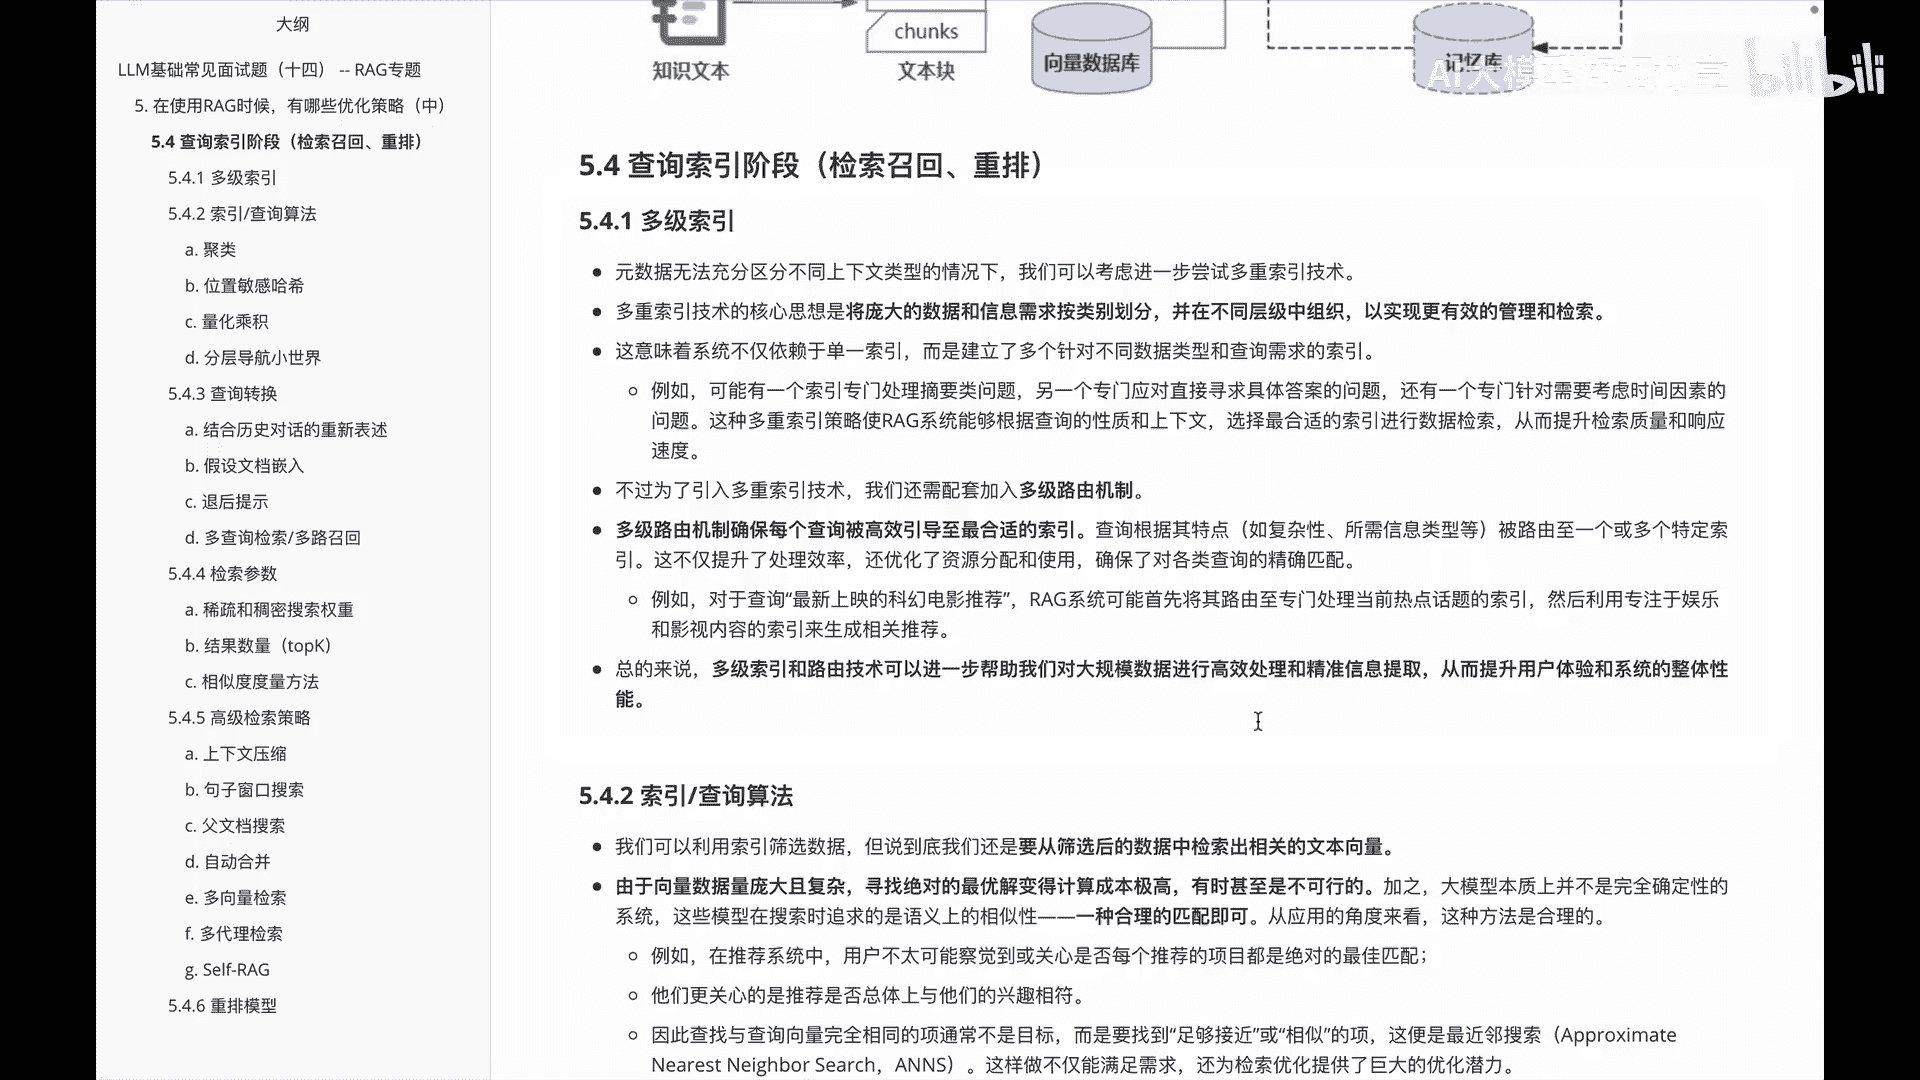 大纲
LLM基础常见面试题（十四） -- RAG专题
5. 在使用RAG时候，有哪些优化策略（中）
5.4 查询索引阶段（检索召回、重排）
5.4.1 多级索引
5.4.2 索引/查询算法
a. 聚类
b. 位置敏感哈希
c. 量化乘积
d. 分层导航小世界
5.4.3 查询转换
a. 结合历史对话的重新表述
b. 假设文档嵌入
c. 退后提示
d. 多查询检索/多路召回
5.4.4 检索参数
a. 稀疏和稠密搜索权重
b. 结果数量（topK）
c. 相似度度量方法
5.4.5 高级检索策略
a. 上下文压缩
b. 句子窗口搜索
c. 父文档搜索
d. 自动合并
e. 多向量检索
f. 多代理检索
g. Self-RAG
5.4.6 重排模型
知识文本
chunks
文本块
向量数据库
记忆库
bilibili
5.4 查询索引阶段（检索召回、重排）
5.4.1 多级索引
元数据无法充分区分不同上下文类型的情况下，我们可以考虑进一步尝试多重索引技术。
多重索引技术的核心思想是将庞大的数据和信息需求按类别划分，并在不同层级中组织，以实现更有效的管理和检索。
这意味着系统不仅依赖于单一索引，而是建立了多个针对不同数据类型和查询需求的索引。
例如，可能有一个索引专门处理摘要类问题，另一个专门应对直接寻求具体答案的问题，还有一个专门针对需要考虑时间因素的
问题。这种多重索引策略使RAG系统能够根据查询的性质和上下文，选择最合适的索引进行数据检索，从而提升检索质量和响应
速度。
不过为了引入多重索引技术，我们还需配套加入多级路由机制。
多级路由机制确保每个查询被高效引导至最合适的索引。查询根据其特点（如复杂性、所需信息类型等）被路由至一个或多个特定索
引。这不仅提升了处理效率，还优化了资源分配和使用，确保了对各类查询的精确匹配。
例如，对于查询“最新上映的科幻电影推荐”，RAG系统可能首先将其路由至专门处理当前热点话题的索引，然后利用专注于娱乐
和影视内容的索引来生成相关推荐。
总的来说，多级索引和路由技术可以进一步帮助我们对大规模数据进行高效处理和精准信息提取，从而提升用户体验和系统的整体性
能。
5.4.2 索引/查询算法
我们可以利用索引筛选数据，但说到底我们还是要从筛选后的数据中检索出相关的文本向量。
由于向量数据量庞大且复杂，寻找绝对的最优解变得计算成本极高，有时甚至是不可行的。加之，大模型本质上并不是完全确定性的
系统，这些模型在搜索时追求的是语义上的相似性——一种合理的匹配即可。从应用的角度来看，这种方法是合理的。
例如，在推荐系统中，用户不太可能察觉到或关心是否每个推荐的项目都是绝对的最佳匹配；
他们更关心的是推荐是否总体上与他们的兴趣相符。
因此查找与查询向量完全相同的项通常不是目标，而是要找到“足够接近”或“相似”的项，这便是最近邻搜索（Approximate
Nearest Neighbor Search，ANNS）。这样做不仅能满足需求，还为检索优化提供了巨大的优化潜力。